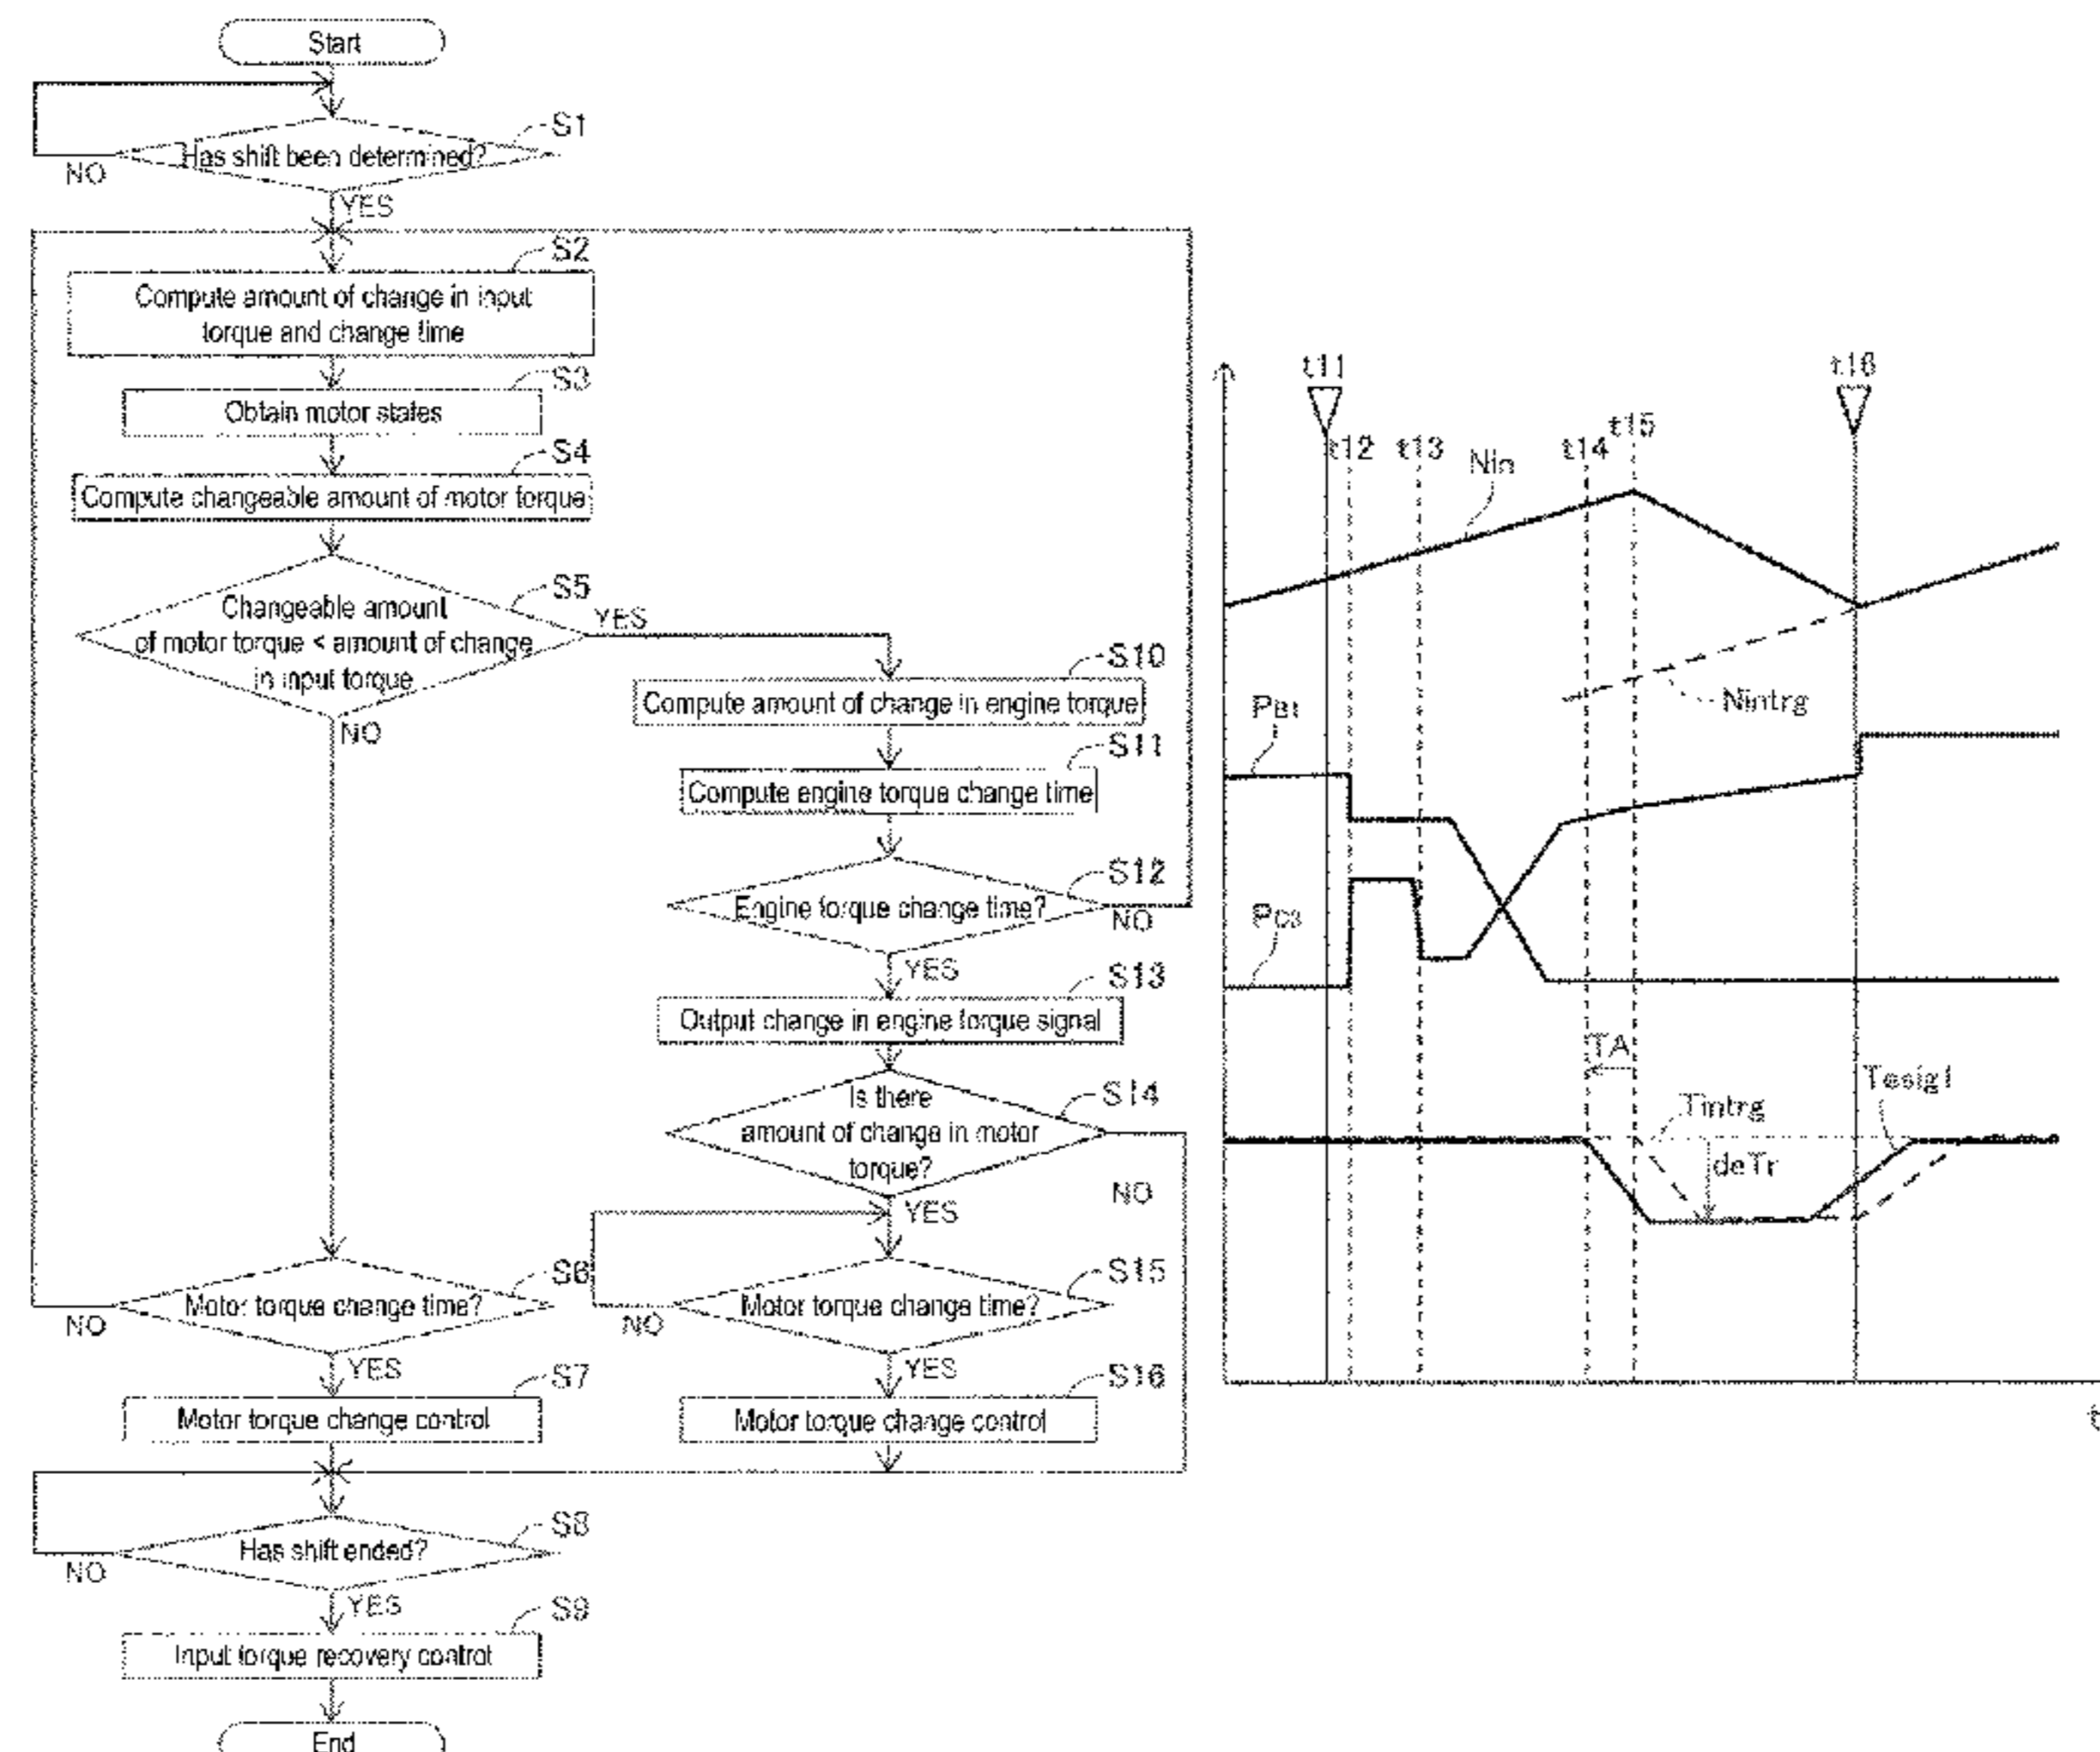 Start
S1
Has shift been determined?
NO
YES
S2
Compute amount of change in input
torque and change time
S3
Obtain motor states
S4
Compute changeable amount of motor torque
S5
Changeable amount
of motor torque < amount of change
in input torque
YES
NO
S10
Compute amount of change in engine torque
S11
Compute engine torque change time
S12
Engine torque change time?
NO
YES
S13
Output change in engine torque signal
S14
Is there
amount of change in motor
torque?
NO
YES
S6
Motor torque change time?
NO
YES
S15
Motor torque change time?
NO
YES
S7
Motor torque change control
S16
Motor torque change control
S8
Has shift ended?
NO
YES
S9
Input torque recovery control
End
t11
t12
t13
Nin
t14
t15
t16
Nintrg
PB1
PC3
TA
Tintrg
Tesig1
deTr
t